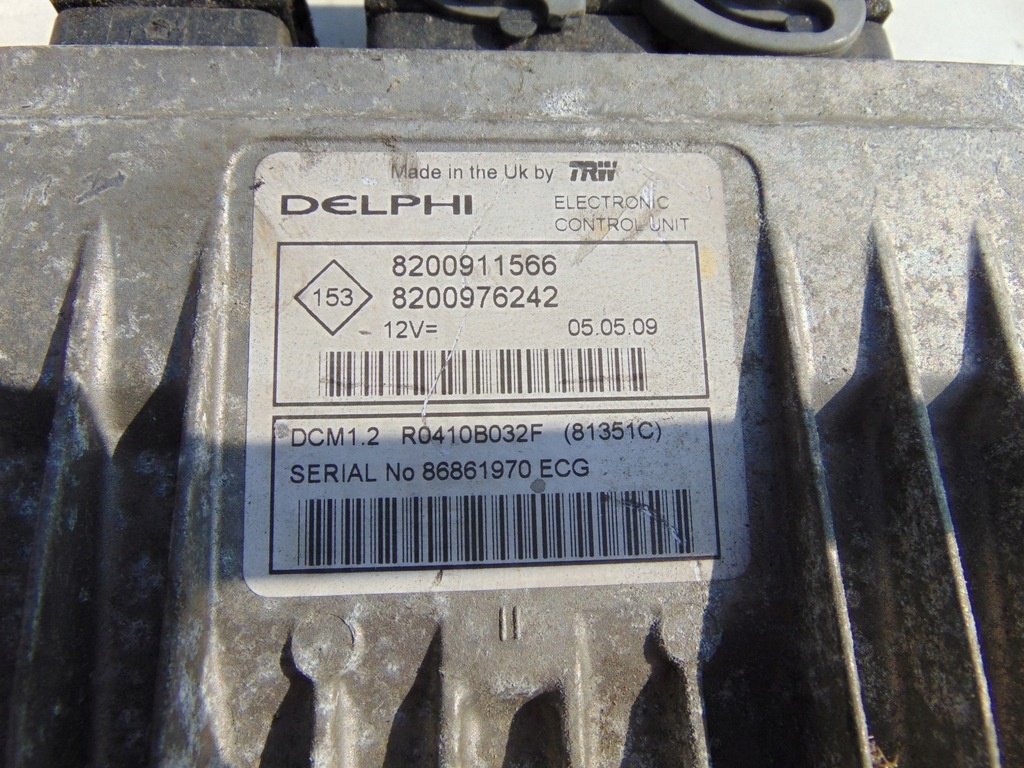 Made in the Uk by TRW
DELPHI
ELECTRONIC
CONTROL UNIT
153
8200911566
8200976242
12V=
05.05.09
DCM1.2 R0410B032F (81351C)
SERIAL No 86861970 ECG